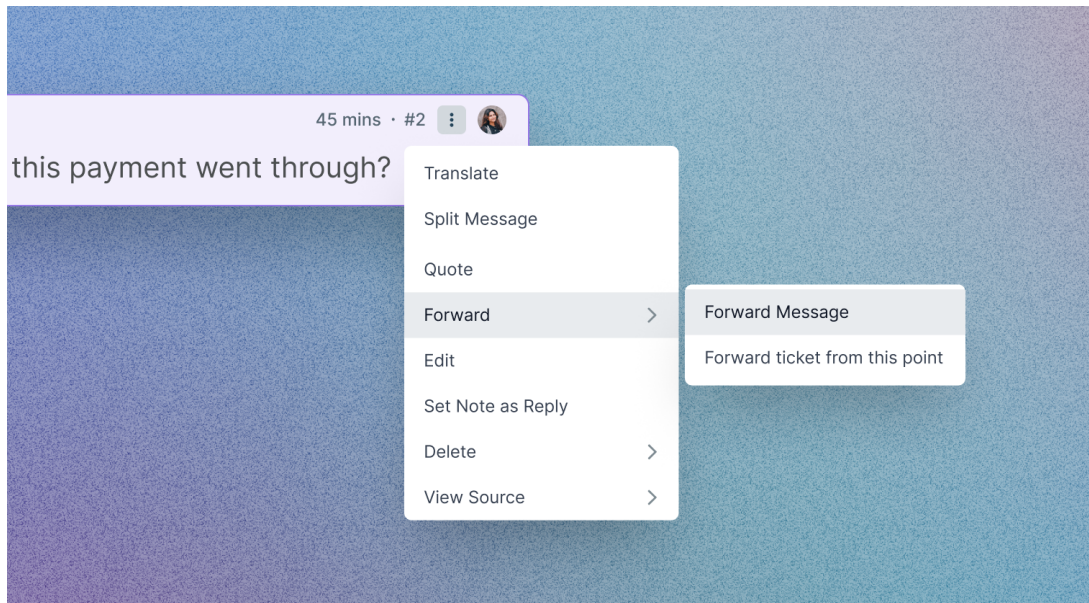 45 mins · #2
this payment went through?
Translate
Split Message
Quote
Forward
Forward Message
Edit
Forward ticket from this point
Set Note as Reply
Delete
View Source